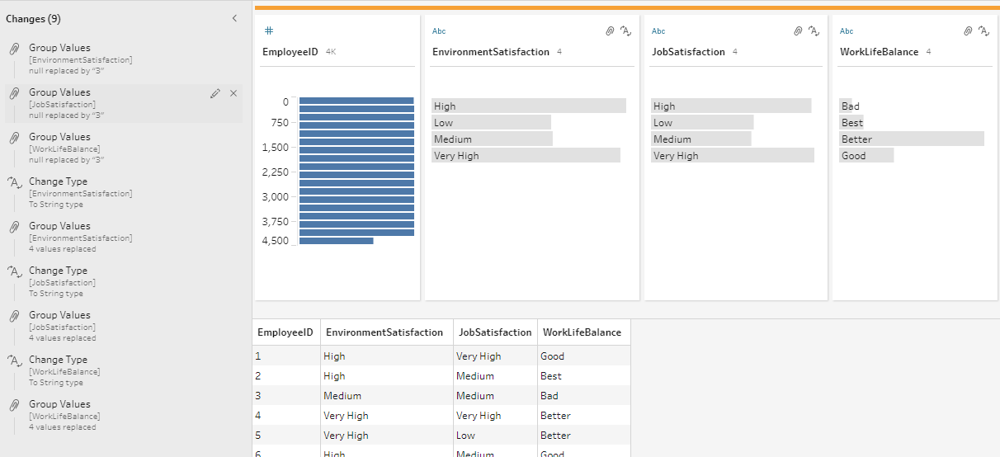 Changes (9)
Group Values
[EnvironmentSatisfaction]
null replaced by “3”
Group Values
[JobSatisfaction]
null replaced by “3”
Group Values
[WorkLifeBalance]
null replaced by “3”
Change Type
[EnvironmentSatisfaction]
To String type
Group Values
[EnvironmentSatisfaction]
4 values replaced
Change Type
[JobSatisfaction]
To String type
Group Values
[JobSatisfaction]
4 values replaced
Change Type
[WorkLifeBalance]
To String type
Group Values
[WorkLifeBalance]
4 values replaced
#
EmployeeID 4K
0
750
1,500
2,250
3,000
3,750
4,500
Abc
EnvironmentSatisfaction 4
High
Low
Medium
Very High
Abc
JobSatisfaction 4
High
Low
Medium
Very High
Abc
WorkLifeBalance 4
Bad
Best
Better
Good
EmployeeID EnvironmentSatisfaction JobSatisfaction WorkLifeBalance
1 High Very High Good
2 High Medium Best
3 Medium Medium Bad
4 Very High Very High Better
5 Very High Low Better
6 High Medium Good